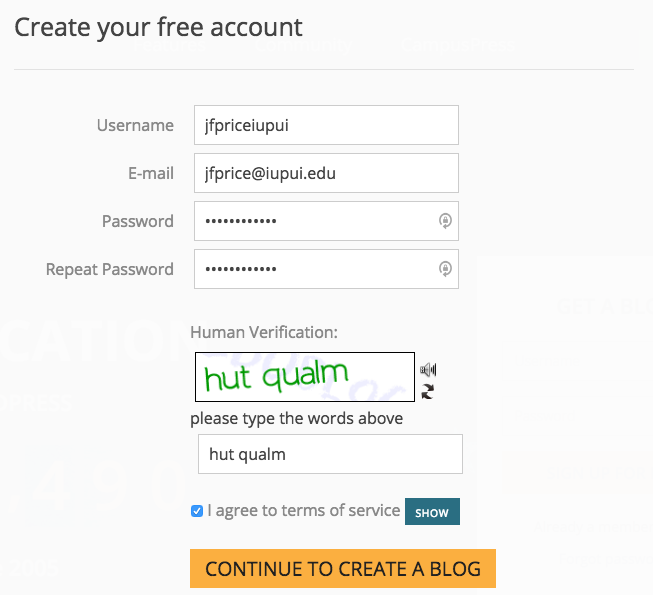 Create your free account
Username
jfpriceiupui
E-mail
jfprice@iupui.edu
Password
••••••••••••
Repeat Password
••••••••••••
Human Verification:
hut qualm
please type the words above
hut qualm
I agree to terms of service SHOW
CONTINUE TO CREATE A BLOG